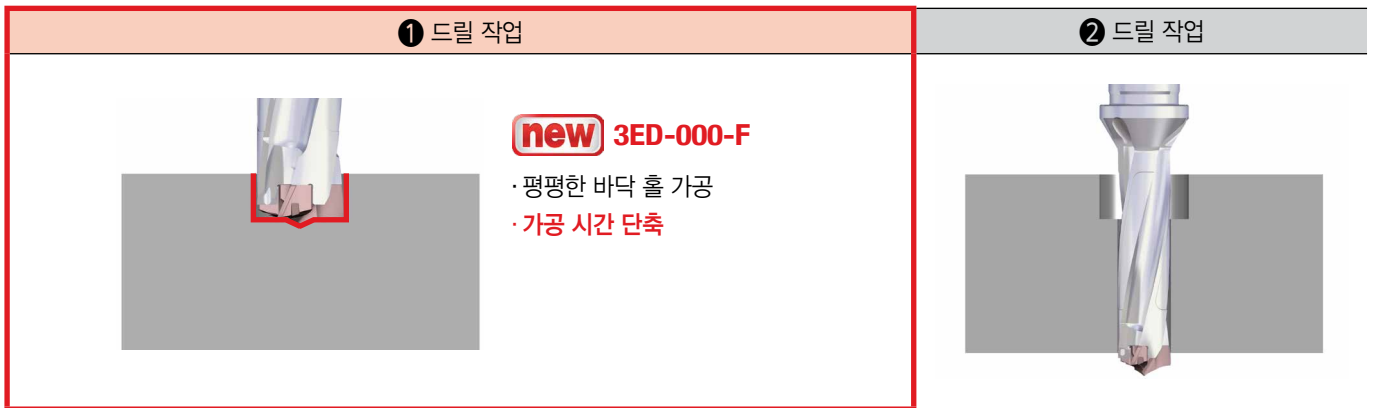 ❶ 드릴 작업
new 3ED-000-F
· 평평한 바닥 홀 가공
· 가공 시간 단축
❷ 드릴 작업